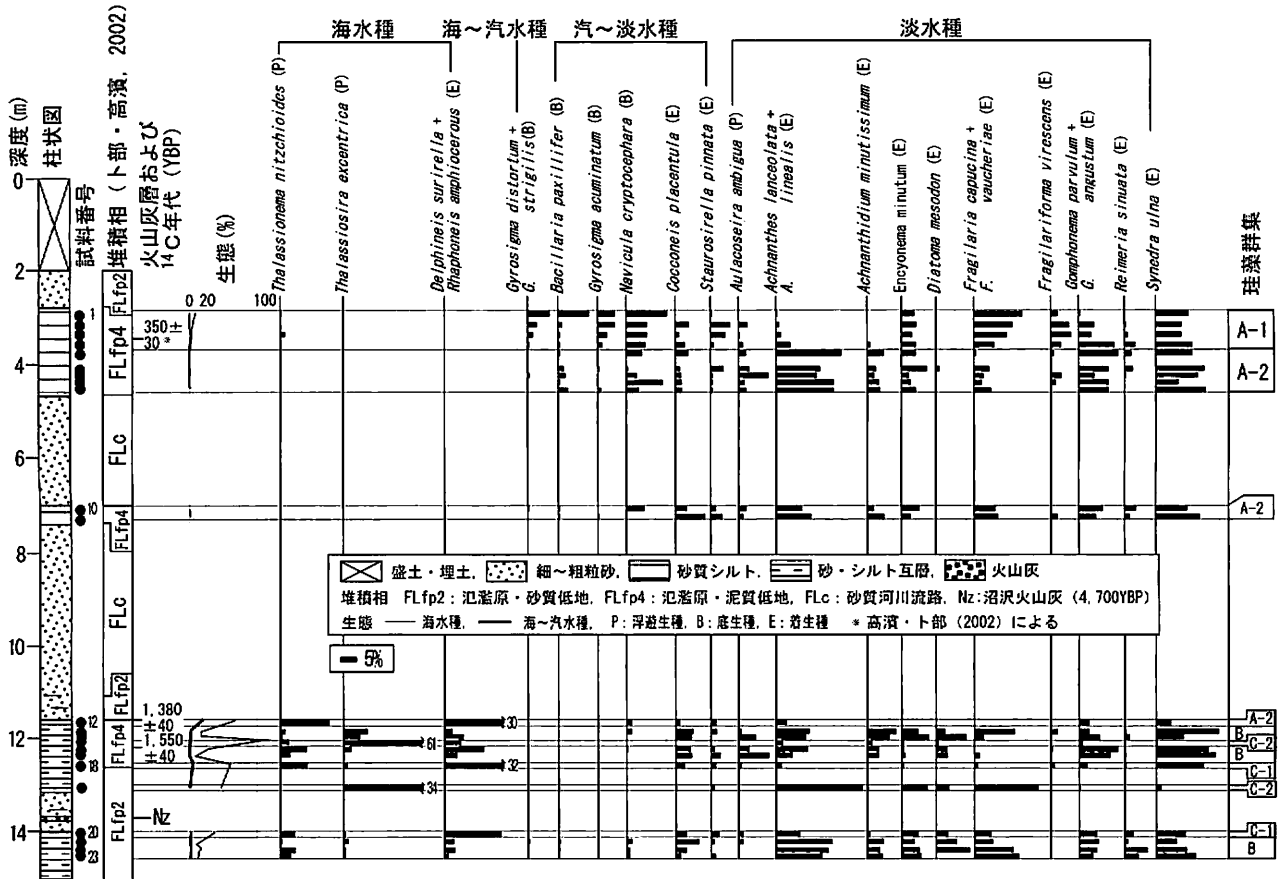 海水種
海～汽水種
汽～淡水種
淡水種
深度(m)
柱状図
試料番号
堆積相（卜部・高濱, 2002)
火山灰層および
14C年代 (YBP)
生態(%)
Thalassionema nitzchioides (P)
Thalassiosira excentrica (P)
Delphineis surirella +
Rhaphoneis amphiocerous (E)
Gyrosigma distortum +
G. strigilis(B)
Bacillaria paxillifer (B)
Gyrosigma acuminatum (B)
Navicula cryptocephara (B)
Cocconeis placentula (E)
Staurosirella pinnata (E)
Aulacoseira ambigua (P)
Achnanthes lanceolata +
A. linealis (E)
Achnanthidium minutissimum (E)
Encyonema minutum (E)
Diatoma mesodon (E)
Fragilaria capucina +
F. vaucheriae (E)
Fragilariforma virescens (E)
Gomphonema parvulum +
G. angustum (E)
Reimeria sinuata (E)
Synedra ulna (E)
珪藻群集
0 20 100
0
2
4
6
8
10
12
14
1
10
12
18
20
23
FLfp2
FLfp4
FLc
FLfp4
FLc
FLfp2
FLfp4
FLfp2
350±
30 *
1,380
±40
1,550
±40
Nz
30
61
32
34
A-1
A-2
A-2
A-2
B
C-2
B
C-1
C-2
C-1
B
盛土・埋土, 細～粗粒砂, 砂質シルト, 砂・シルト互層, 火山灰
堆積相 FLfp2：氾濫原・砂質低地, FLfp4：氾濫原・泥質低地, FLc：砂質河川流路, Nz：沼沢火山灰 (4,700YBP)
生態 海水種, 海～汽水種, P：浮遊生種, B：底生種, E：着生種 * 高濱・卜部 (2002) による
5%